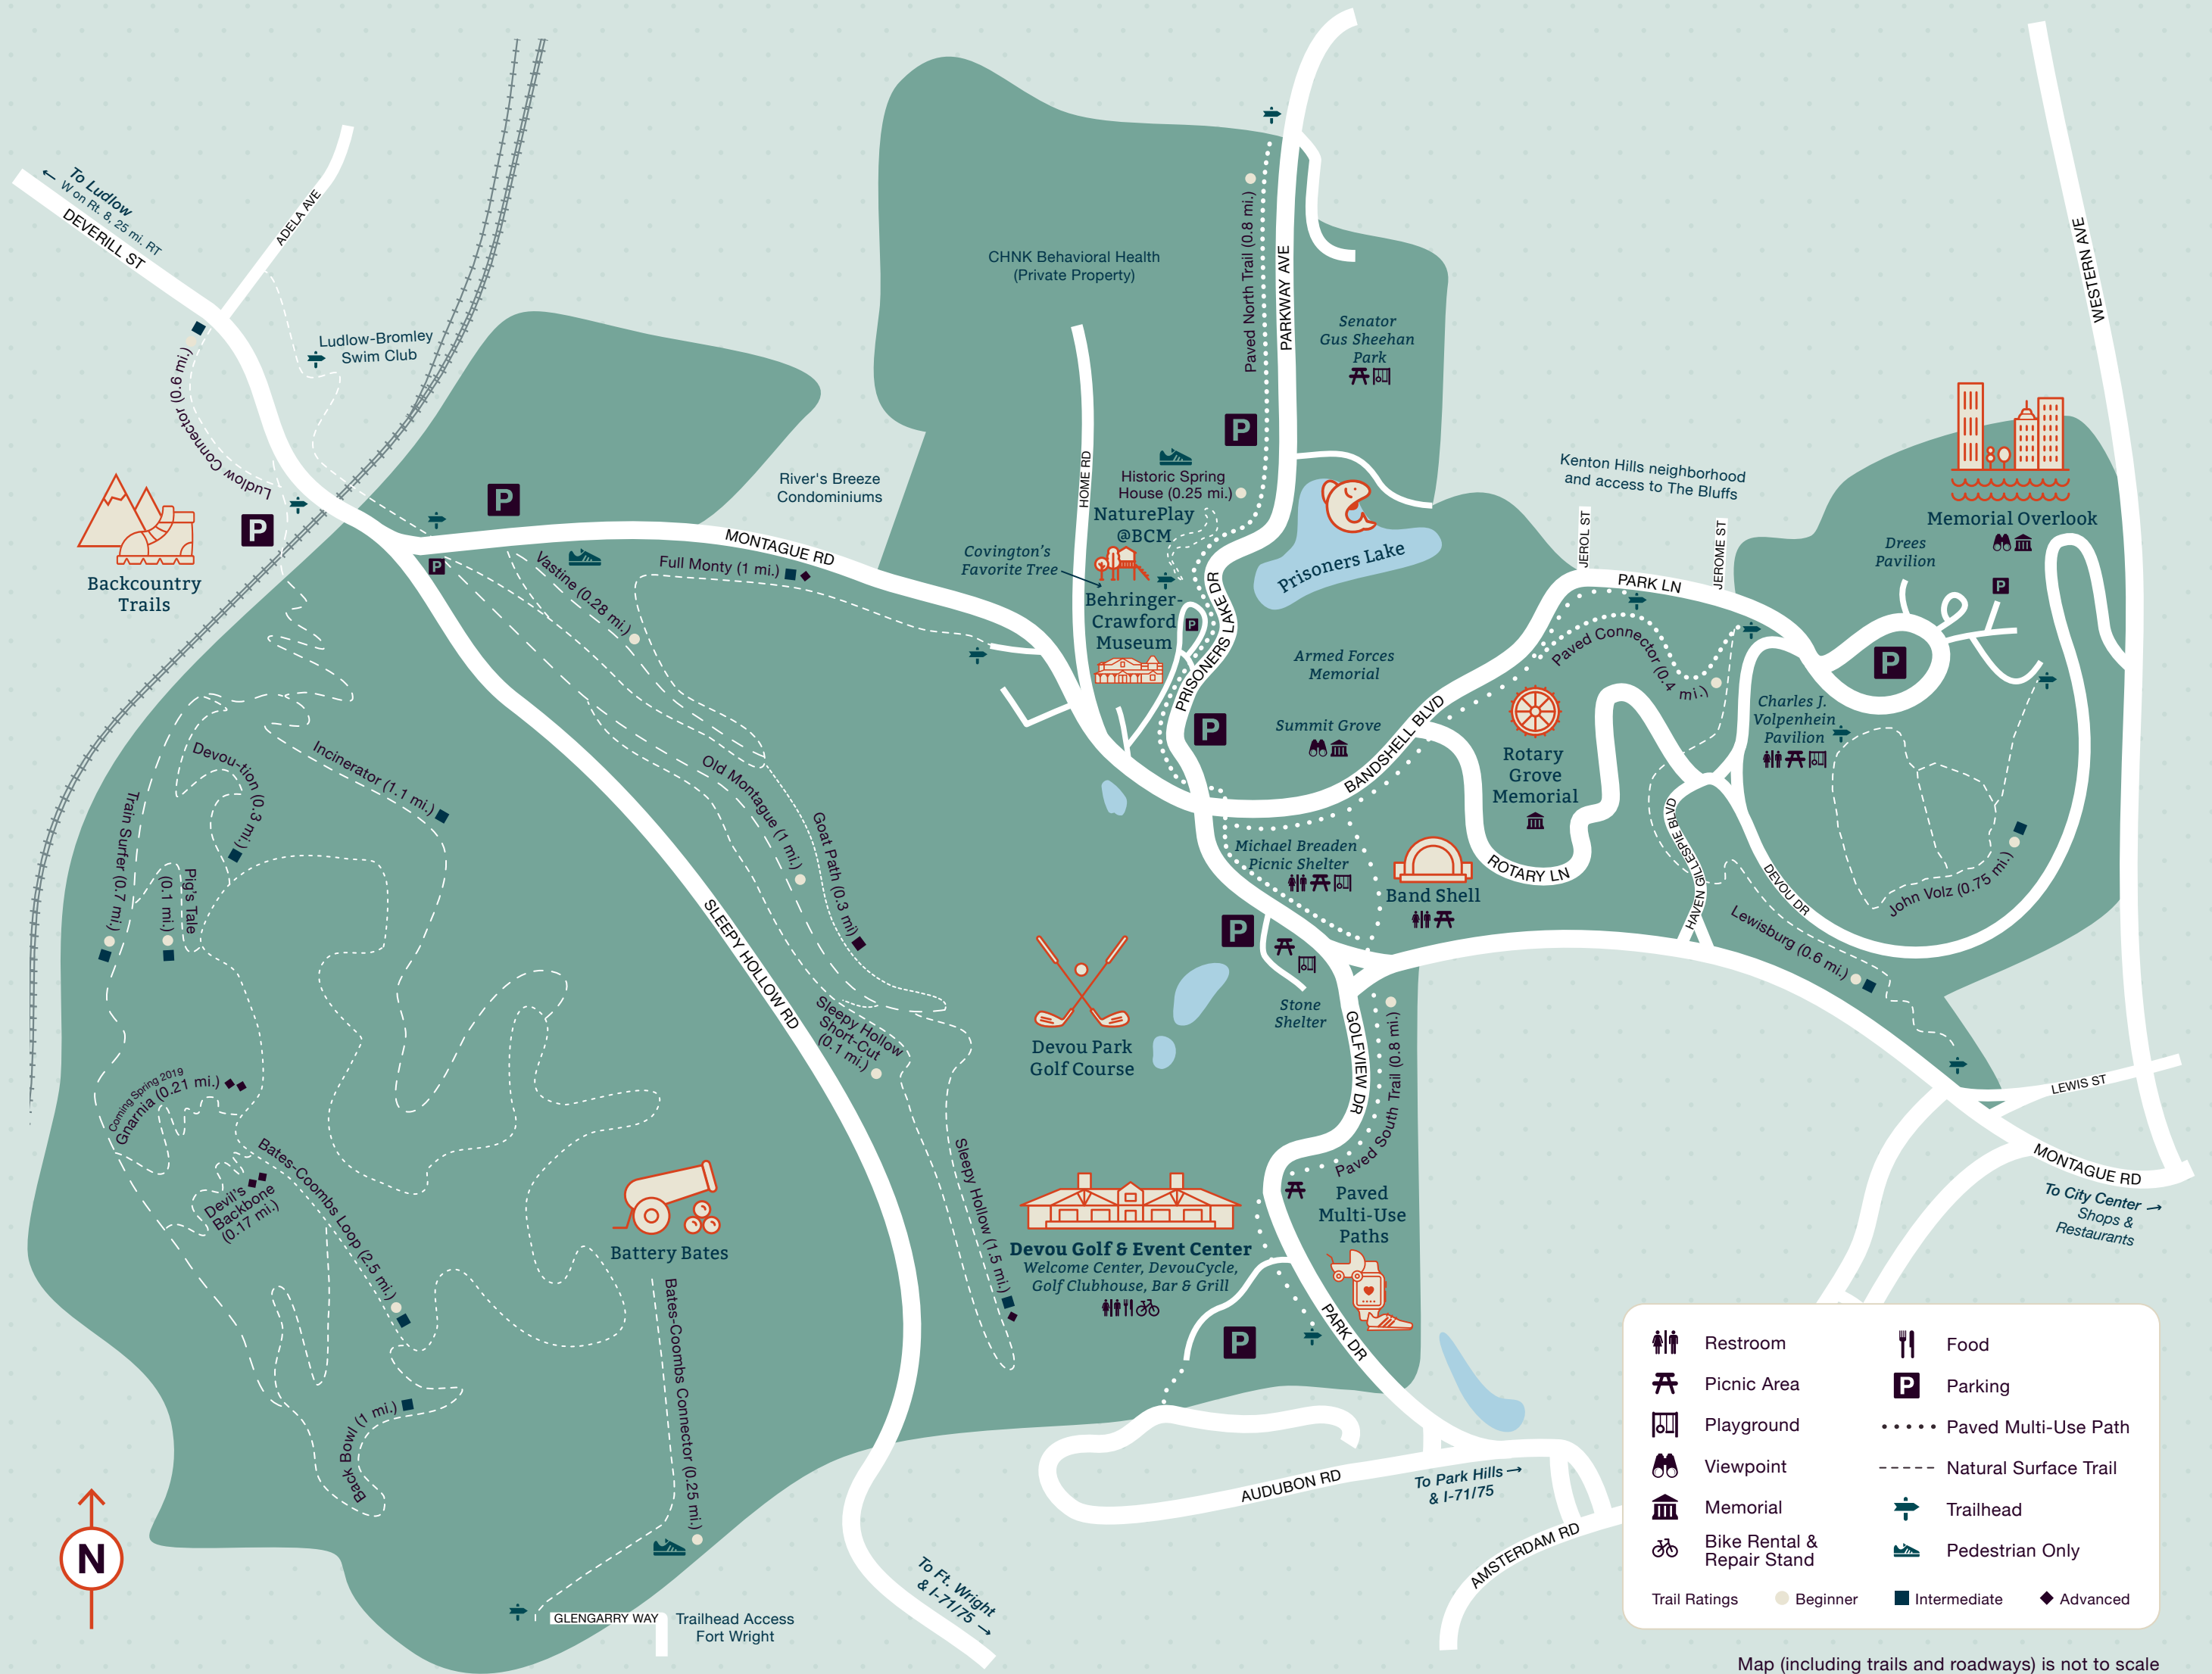 ← To Ludlow
W on Rt. 8, 25 mi. RT
DEVERILL ST
ADELA AVE
Ludlow-Bromley
Swim Club
Ludlow Connector (0.6 mi.)
P
P
P
Backcountry
Trails
River's Breeze
Condominiums
MONTAGUE RD
Vastine (0.28 mi.)
Full Monty (1 mi.)
CHNK Behavioral Health
(Private Property)
HOME RD
Paved North Trail (0.8 mi.)
PARKWAY AVE
Senator
Gus Sheehan
Park
P
Historic Spring
House (0.25 mi.)
NaturePlay
@BCM
Covington's
Favorite Tree
Behringer-
Crawford
Museum
P
PRISONERS LAKE DR
Prisoners Lake
Armed Forces
Memorial
Summit Grove
P
BANDSHELL BLVD
Kenton Hills neighborhood
and access to The Bluffs
JEROL ST
JEROME ST
PARK LN
Paved Connector (0.4 mi.)
Rotary
Grove
Memorial
ROTARY LN
Charles J.
Volpenhein
Pavilion
Drees
Pavilion
P
P
Memorial Overlook
WESTERN AVE
HAVEN GILLESPIE BLVD
DEVOU DR
John Volz (0.75 mi.)
Lewisburg (0.6 mi.)
Michael Breaden
Picnic Shelter
Band Shell
P
Stone
Shelter
GOLFVIEW DR
Paved South Trail (0.8 mi.)
LEWIS ST
MONTAGUE RD
To City Center →
Shops &
Restaurants
Devou-tion (0.3 mi.)
Incinerator (1.1 mi.)
Train Surfer (0.7 mi.)
Pig's Tale
(0.1 mi.)
Old Montague (1 mi.)
Goat Path (0.3 mi)
SLEEPY HOLLOW RD
Sleepy Hollow
Short-Cut
(0.1 mi.)
Sleepy Hollow (1.5 mi.)
Devou Park
Golf Course
Coming Spring 2019
Gnarnia (0.21 mi.)
Devil's
Backbone
(0.17 mi.)
Bates-Coombs Loop (2.5 mi.)
Battery Bates
Bates-Coombs Connector (0.25 mi.)
Back Bowl (1 mi.)
Devou Golf & Event Center
Welcome Center, DevouCycle,
Golf Clubhouse, Bar & Grill
P
Paved
Multi-Use
Paths
PARK DR
AUDUBON RD
To Park Hills →
& I-71/75
AMSTERDAM RD
To Ft. Wright
& I-71/75 →
GLENGARRY WAY
Trailhead Access
Fort Wright
N
Restroom
Picnic Area
Playground
Viewpoint
Memorial
Bike Rental &
Repair Stand
Food
P Parking
Paved Multi-Use Path
Natural Surface Trail
Trailhead
Pedestrian Only
Trail Ratings Beginner Intermediate Advanced
Map (including trails and roadways) is not to scale